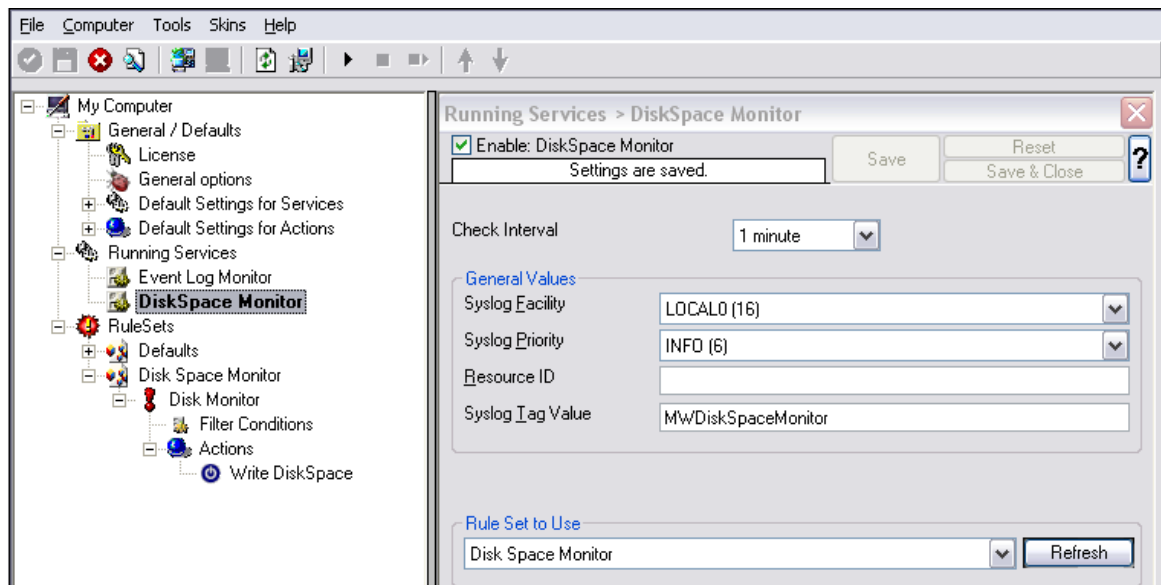 File Computer Tools Skins Help
My Computer
General / Defaults
License
General options
Default Settings for Services
Default Settings for Actions
Running Services
Event Log Monitor
DiskSpace Monitor
RuleSets
Defaults
Disk Space Monitor
Disk Monitor
Filter Conditions
Actions
Write DiskSpace
Running Services > DiskSpace Monitor
Enable: DiskSpace Monitor
Settings are saved.
Save
Reset
Save & Close
?
Check Interval
1 minute
General Values
Syslog Facility
LOCAL0 (16)
Syslog Priority
INFO (6)
Resource ID
Syslog Tag Value
MWDiskSpaceMonitor
Rule Set to Use
Disk Space Monitor
Refresh